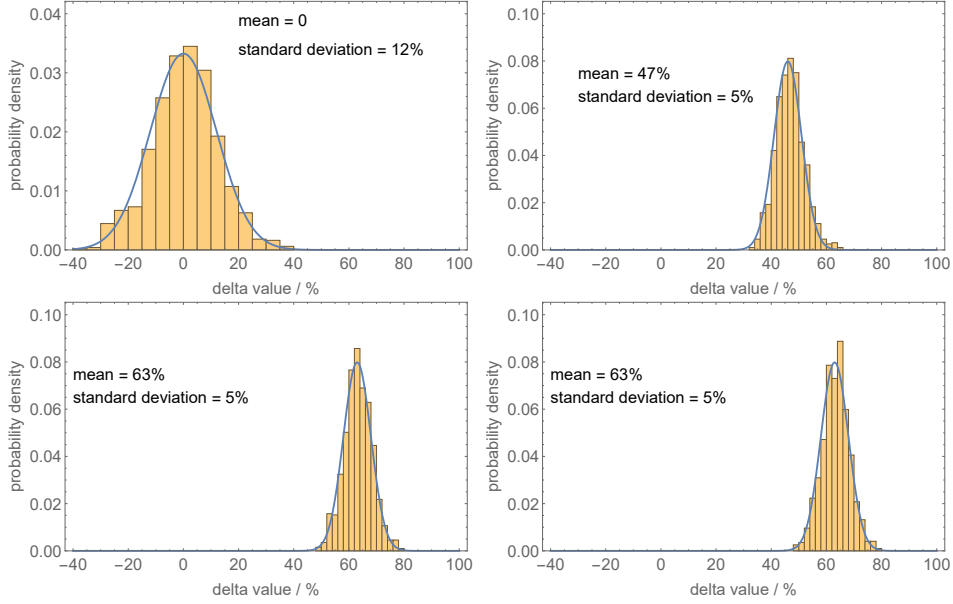 0.04
mean = 0
standard deviation = 12%
0.03
probability density
0.02
0.01
0.00
−40 −20 0 20 40 60 80 100
delta value / %
0.10
mean = 47%
standard deviation = 5%
0.08
probability density
0.06
0.04
0.02
0.00
−40 −20 0 20 40 60 80 100
delta value / %
0.10
0.08
mean = 63%
standard deviation = 5%
probability density
0.06
0.04
0.02
0.00
−40 −20 0 20 40 60 80 100
delta value / %
0.10
0.08
mean = 63%
standard deviation = 5%
probability density
0.06
0.04
0.02
0.00
−40 −20 0 20 40 60 80 100
delta value / %